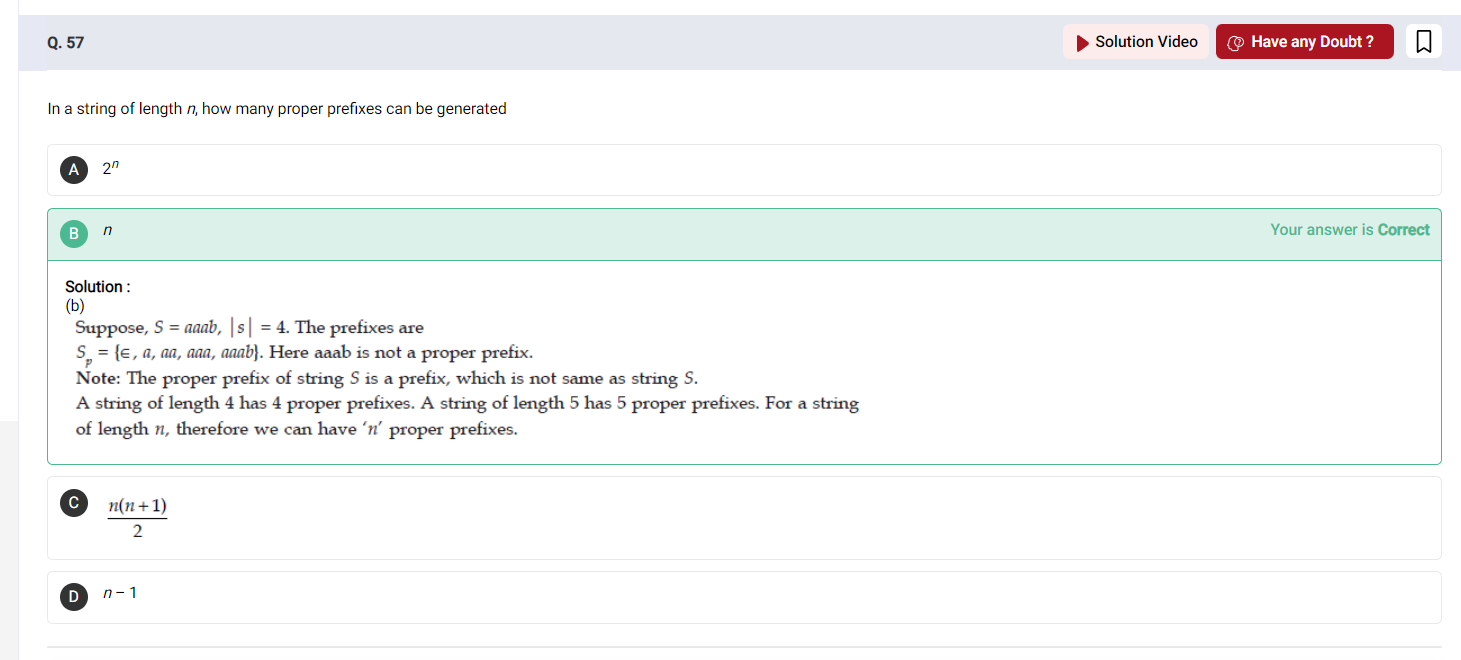 Q. 57
Solution Video
Have any Doubt ?
In a string of length n, how many proper prefixes can be generated
A
2ⁿ
B
n
Your answer is Correct
Solution :
(b)
Suppose, S = aaab, |s| = 4. The prefixes are
Sₚ = {∈, a, aa, aaa, aaab}. Here aaab is not a proper prefix.
Note: The proper prefix of string S is a prefix, which is not same as string S.
A string of length 4 has 4 proper prefixes. A string of length 5 has 5 proper prefixes. For a string
of length n, therefore we can have ‘n’ proper prefixes.
C
n(n+1)
2
D
n − 1